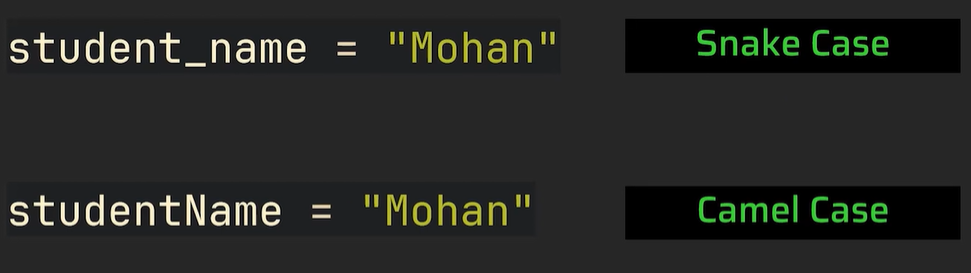 student_name = "Mohan" Snake Case
studentName = "Mohan" Camel Case